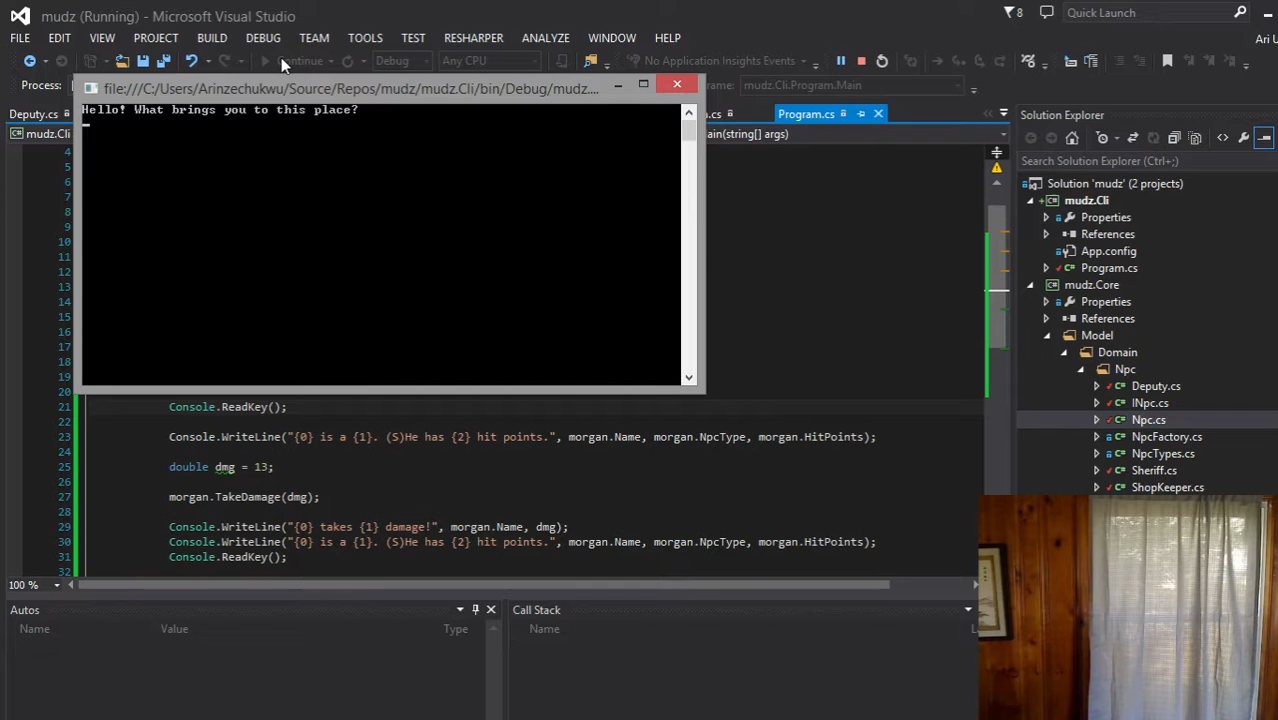 mudz (Running) - Microsoft Visual Studio
8
Quick Launch (Ctrl+Q)
FILE EDIT VIEW PROJECT BUILD DEBUG TEAM TOOLS TEST RESHARPER ANALYZE WINDOW HELP
Ari U
Continue Debug Any CPU No Application Insights Events
Process:
file:///C:/Users/Arinzechukwu/Source/Repos/mudz/mudz.Cli/bin/Debug/mudz....
rame: mudz.Cli.Program.Main
Hello! What brings you to this place?
Deputy.cs
.cs
Program.cs
mudz.Cli
ain(string[] args)
4
5
6
7
8
9
10
11
12
13
14
15
16
17
18
19
20
21 Console.ReadKey();
22
23 Console.WriteLine("{0} is a {1}. (S)He has {2} hit points.", morgan.Name, morgan.NpcType, morgan.HitPoints);
24
25 double dmg = 13;
26
27 morgan.TakeDamage(dmg);
28
29 Console.WriteLine("{0} takes {1} damage!", morgan.Name, dmg);
30 Console.WriteLine("{0} is a {1}. (S)He has {2} hit points.", morgan.Name, morgan.NpcType, morgan.HitPoints);
31 Console.ReadKey();
32
100 %
Solution Explorer
Search Solution Explorer (Ctrl+;)
Solution 'mudz' (2 projects)
mudz.Cli
Properties
References
App.config
Program.cs
mudz.Core
Properties
References
Model
Domain
Npc
Deputy.cs
INpc.cs
Npc.cs
NpcFactory.cs
NpcTypes.cs
Sheriff.cs
ShopKeeper.cs
Autos
Name Value Type
Call Stack
Name